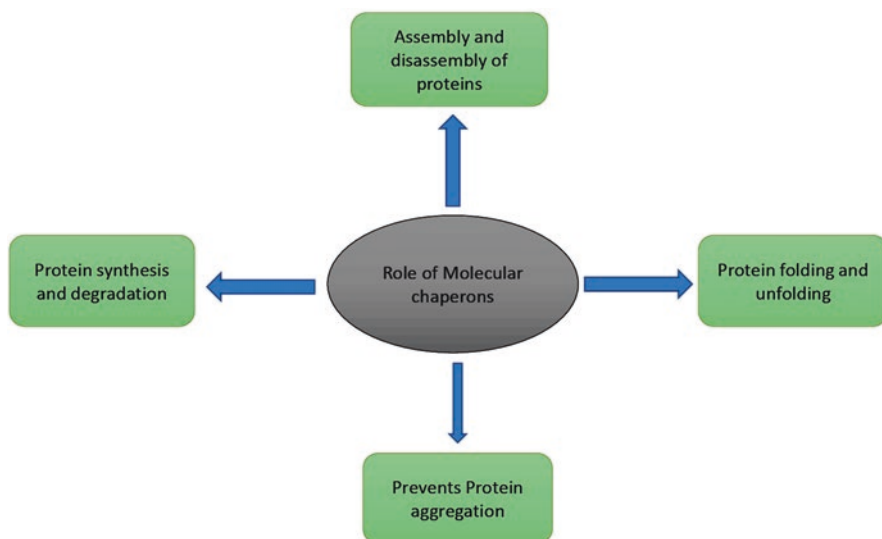 Assembly and
disassembly of
proteins
Protein synthesis
and degradation
Role of Molecular
chaperons
Protein folding and
unfolding
Prevents Protein
aggregation